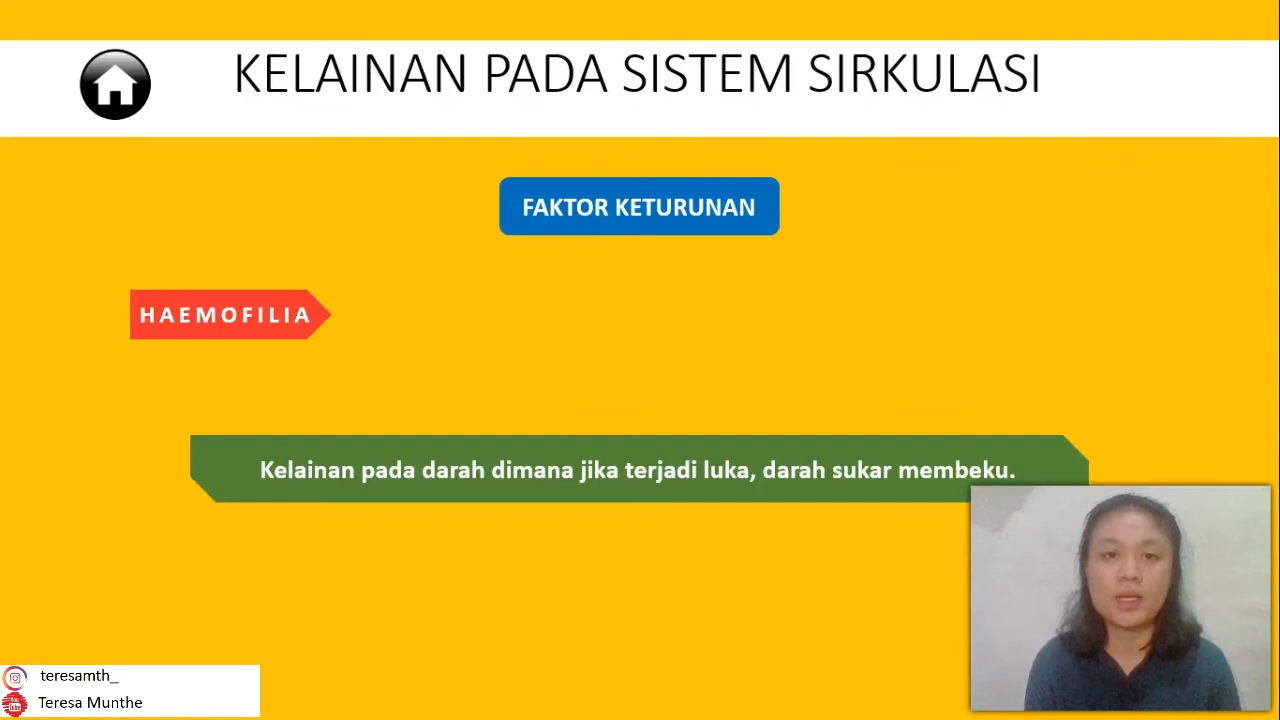 KELAINAN PADA SISTEM SIRKULASI
FAKTOR KETURUNAN
HAEMOFILIA
Kelainan pada darah dimana jika terjadi luka, darah sukar membeku.
teresamth_
Teresa Munthe